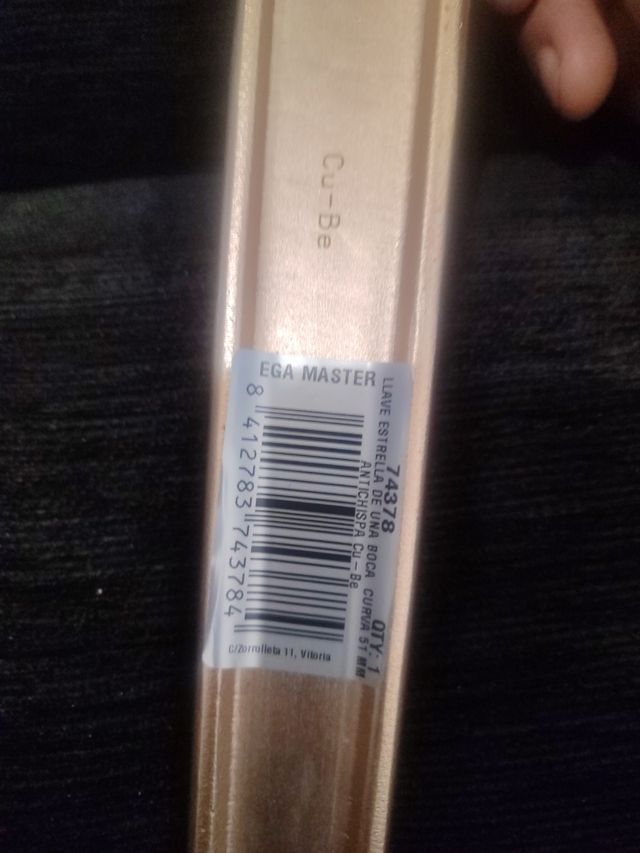 Cu-Be
EGA MASTER
74378 QTY: 1
LLAVE ESTRELLA DE UNA BOCA CURVA 51 MM
ANTICHISPA Cu-Be
8 412783 743784
C/Zorrolleta 11, Vitoria